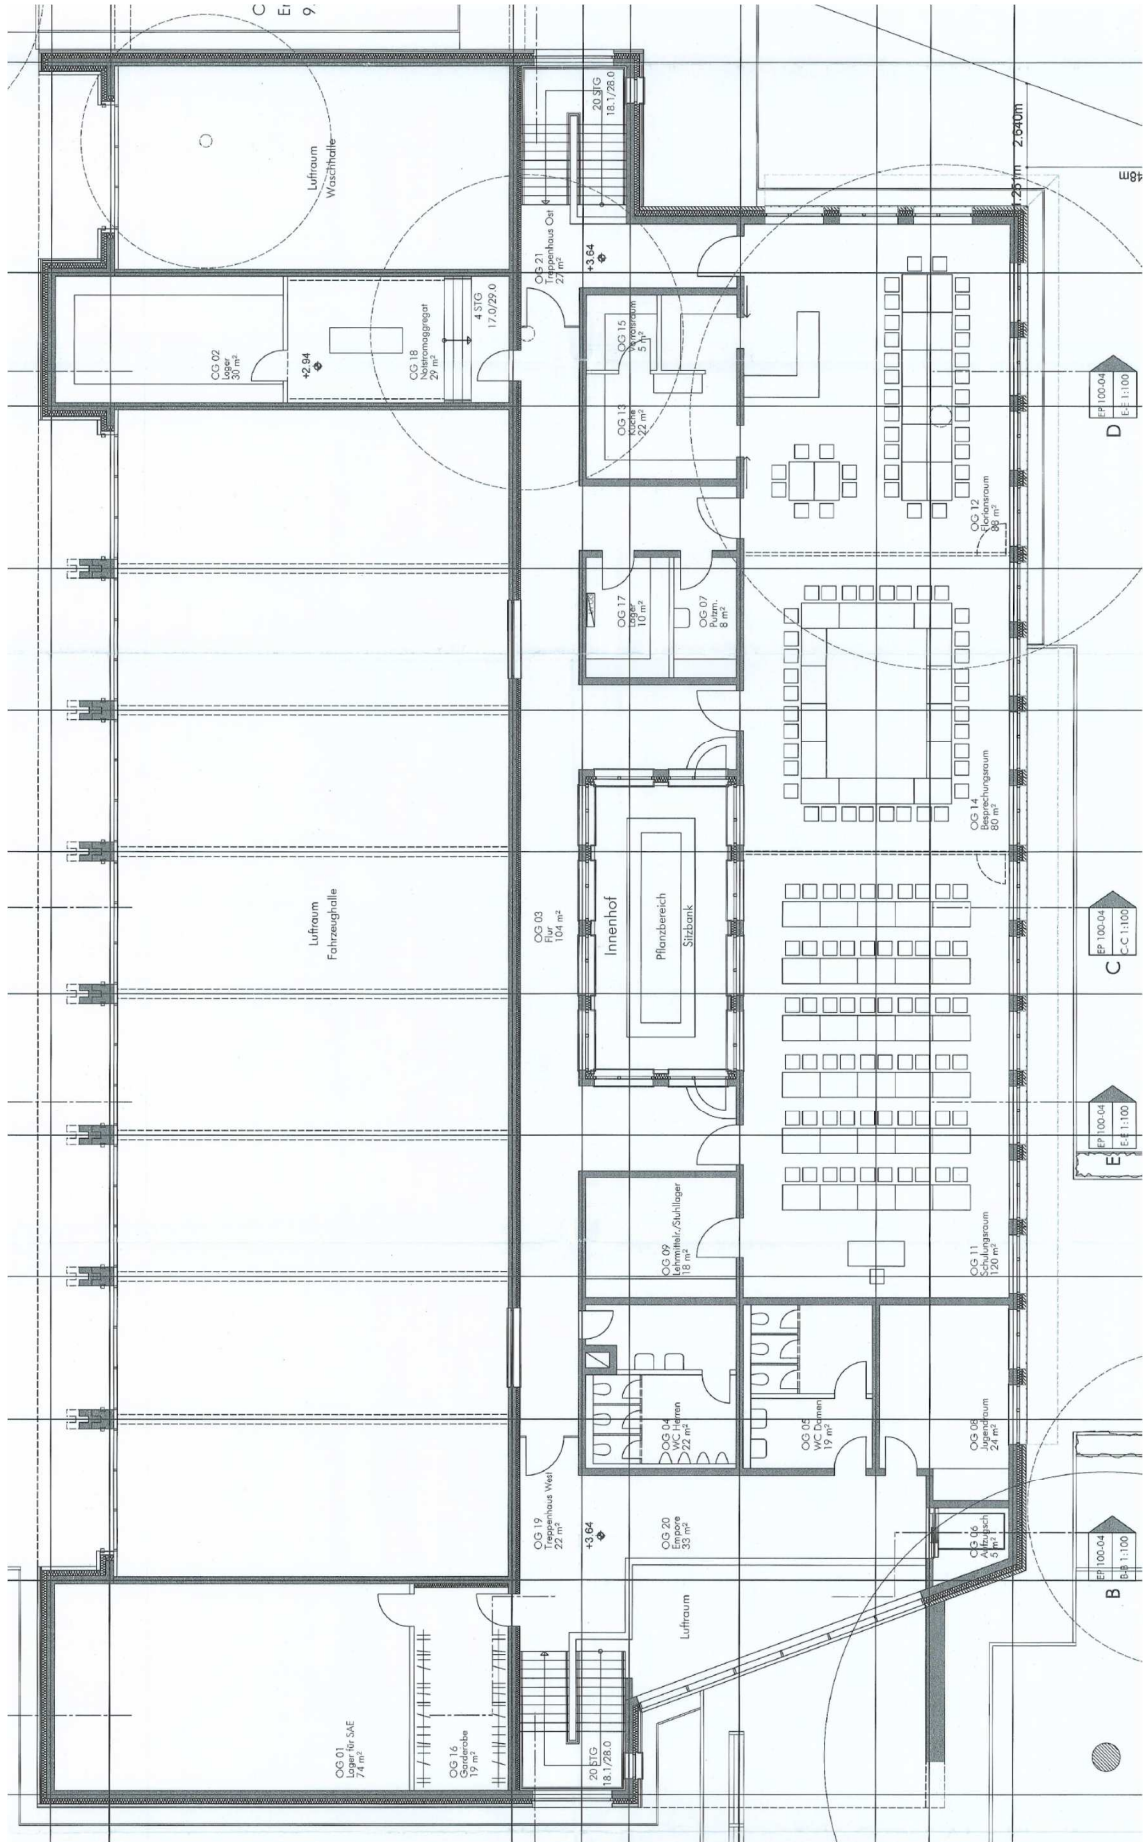 C
9.
20 STG
18.1/28.0
Luftraum
Waschhalle
2.640m
48m
OG 21
Treppenhaus Ost
27 m²
+3.64
4 STG
17.0/29.0
OG 02
Lager
30 m²
+2.94
OG 18
Notstromaggregat
29 m²
OG 15
Vorratsraum
5 m²
OG 13
Küche
22 m²
EP 100-04
E-E 1:100
D
OG 12
Floriansraum
88 m²
OG 17
Lager
10 m²
OG 07
Putzm.
8 m²
OG 14
Besprechungsraum
80 m²
Luftraum
Fahrzeughalle
OG 03
Flur
104 m²
Innenhof
Pflanzbereich
Sitzbank
EP 100-04
C-C 1:100
C
EP 100-04
E-E 1:100
E
OG 09
Lehrmittelr./Stuhllager
18 m²
OG 11
Schulungsraum
120 m²
OG 04
WC Herren
22 m²
OG 05
WC Damen
19 m²
OG 08
Jugendraum
24 m²
OG 19
Treppenhaus West
22 m²
+3.64
OG 20
Empore
33 m²
OG 06
Aufzugsch
5 m²
EP 100-04
B-B 1:100
B
Luftraum
OG 01
Lager für SAE
74 m²
OG 16
Garderobe
19 m²
20 STG
18.1/28.0